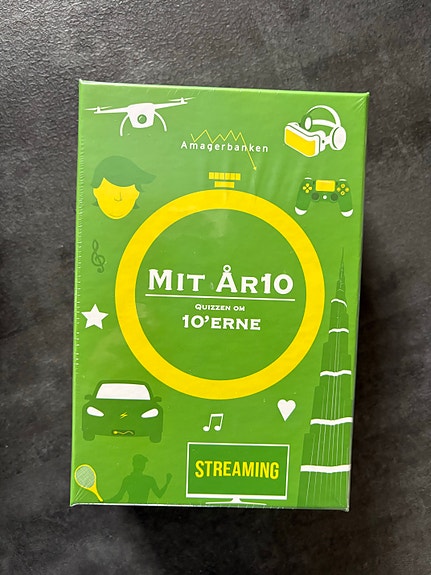 Amagerbanken
MIT ÅR10
QUIZZEN OM
10'ERNE
STREAMING